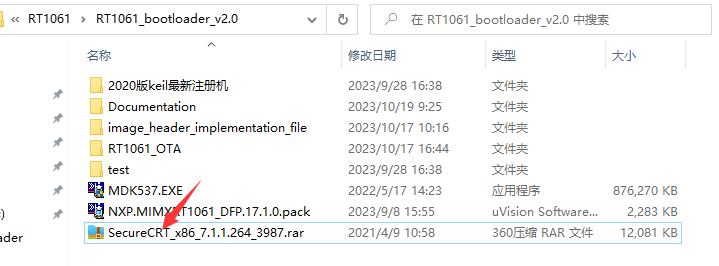 RT1061 > RT1061_bootloader_v2.0 在 RT1061_bootloader_v2.0 中搜索
名称 修改日期 类型 大小
2020版keil最新注册机 2023/9/28 16:38 文件夹
Documentation 2023/10/19 9:25 文件夹
image_header_implementation_file 2023/10/17 10:16 文件夹
RT1061_OTA 2023/10/17 16:44 文件夹
test 2023/9/28 16:38 文件夹
MDK537.EXE 2022/5/17 14:23 应用程序 876,270 KB
NXP.MIMXRT1061_DFP.17.1.0.pack 2023/9/8 15:55 uVision Software... 2,283 KB
ader SecureCRT_x86_7.1.1.264_3987.rar 2021/4/9 10:58 360压缩 RAR 文件 12,081 KB